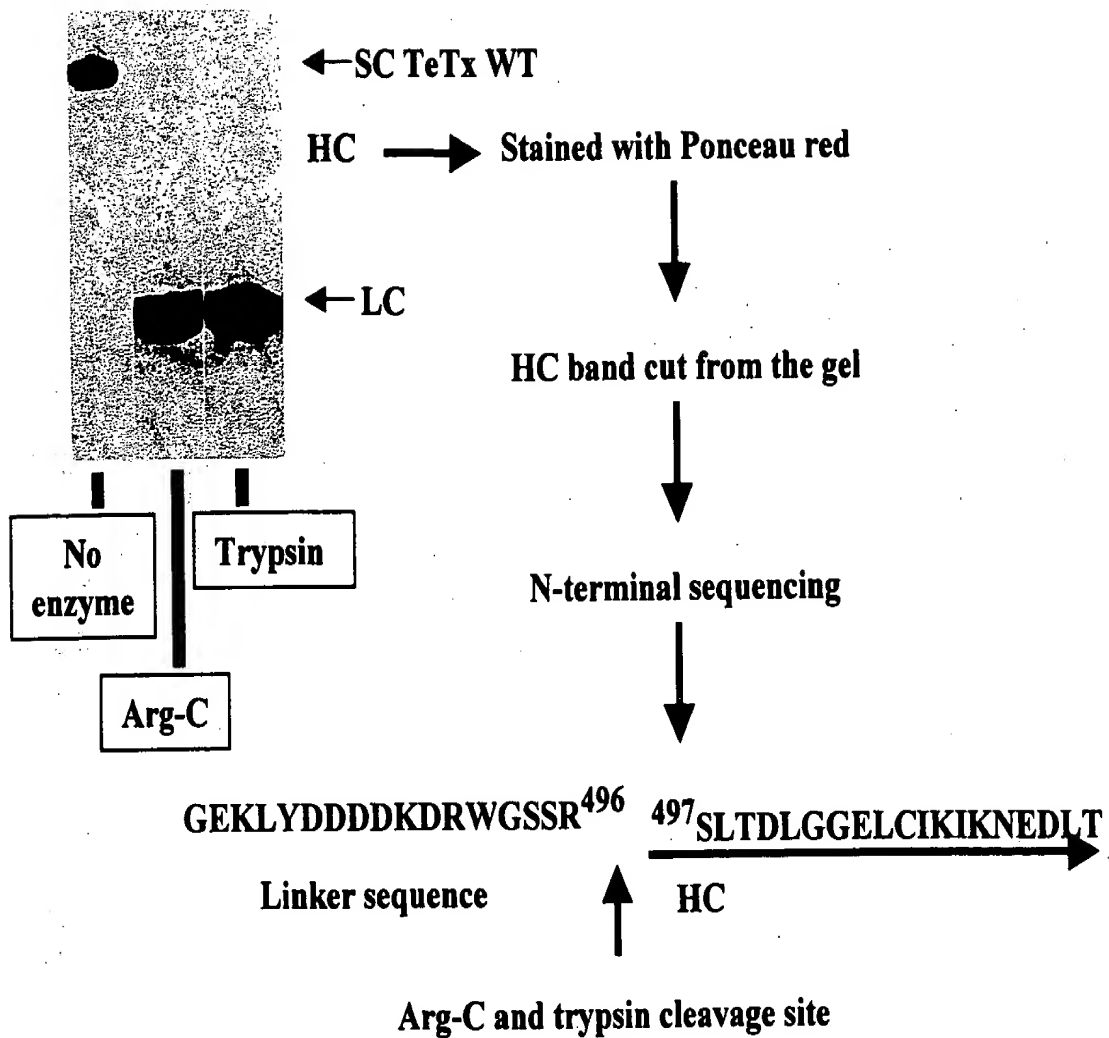 SC TeTx WT
HC
Stained with Ponceau red
LC
HC band cut from the gel
No
enzyme
Trypsin
N-terminal sequencing
Arg-C
GEKLYDDDDKDRWGSSR496 497SLTDLGGELCIKIKNEDLT
Linker sequence
HC
Arg-C and trypsin cleavage site